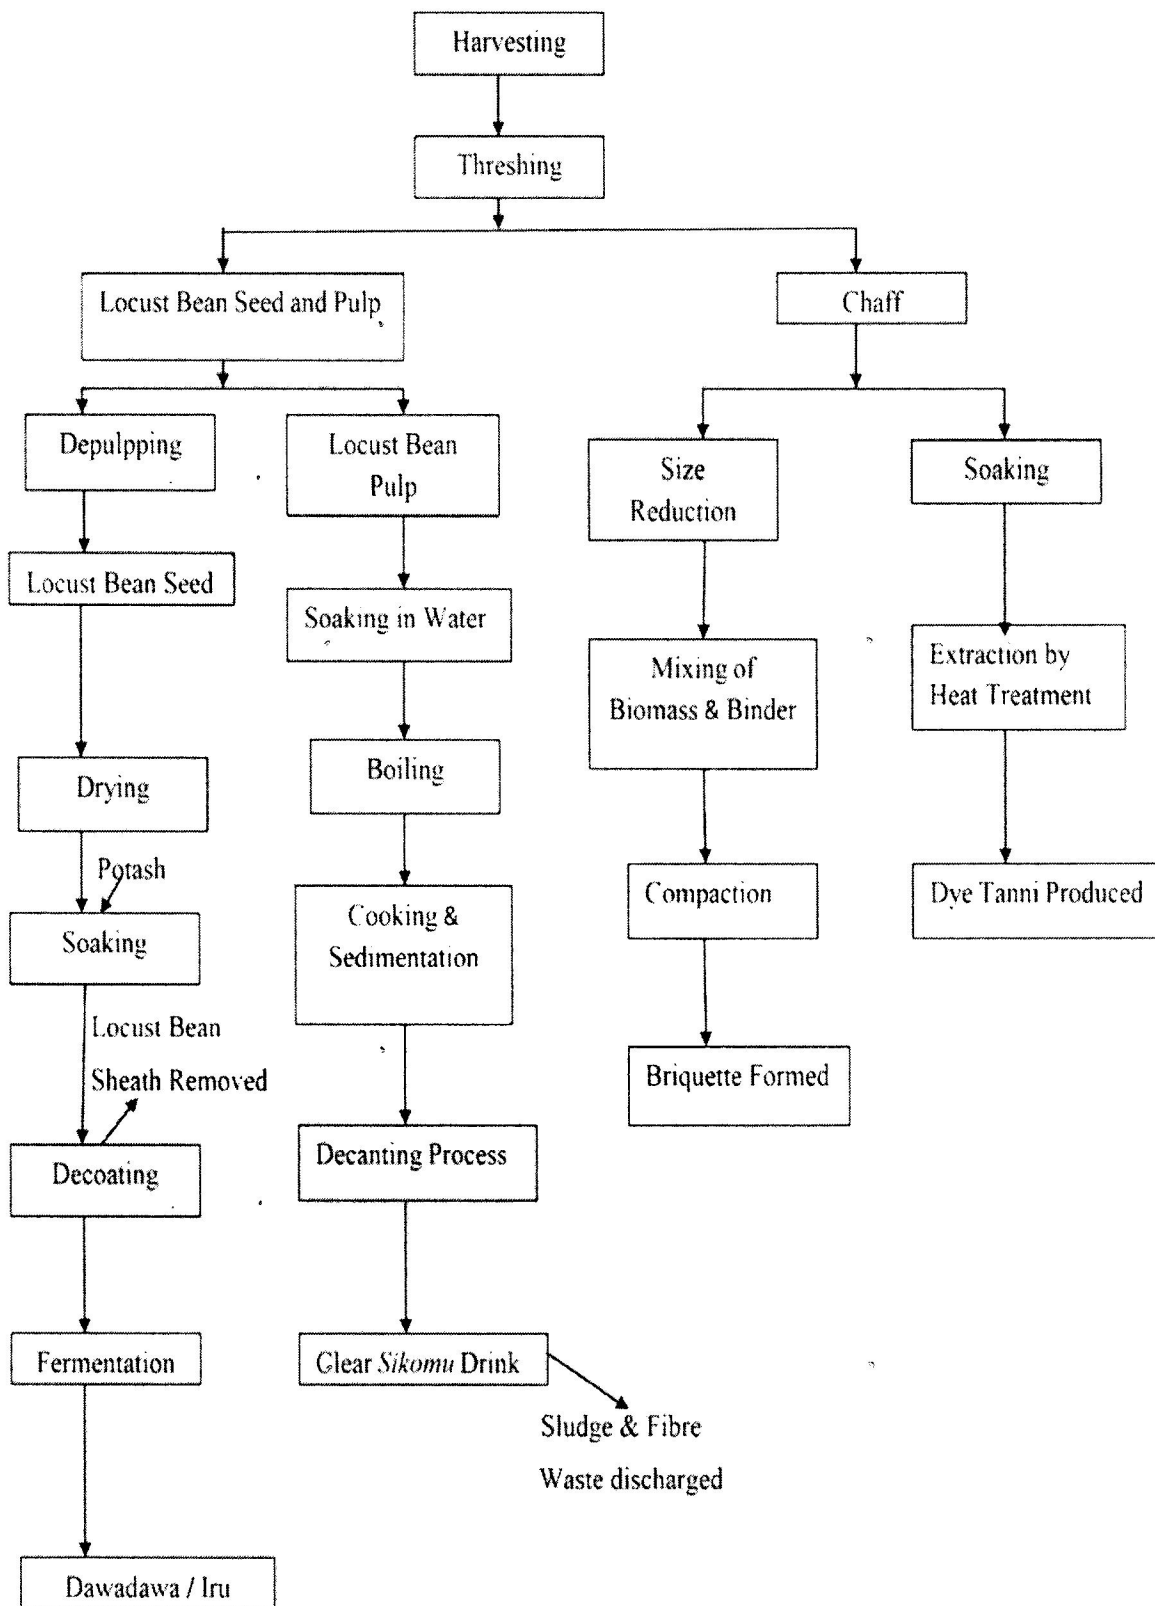 Harvesting
Threshing
Locust Bean Seed and Pulp
Chaff
Depulpping
Locust Bean
Pulp
Size
Reduction
Soaking
Locust Bean Seed
Soaking in Water
Mixing of
Biomass & Binder
Extraction by
Heat Treatment
Drying
Boiling
Potash
Soaking
Cooking &
Sedimentation
Compaction
Dye Tanni Produced
Locust Bean
Sheath Removed
Briquette Formed
Decoating
Decanting Process
Fermentation
Clear Sikomu Drink
Sludge & Fibre
Waste discharged
Dawadawa / Iru